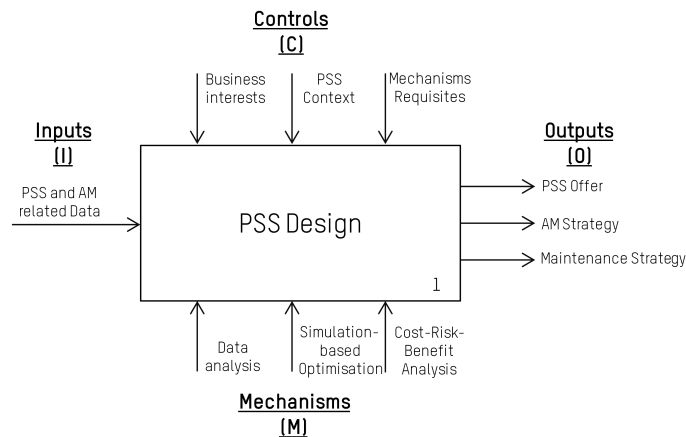 Controls
(C)
Business
interests
PSS
Context
Mechanisms
Requisites
Inputs
(I)
PSS and AM
related Data
PSS Design
1
Outputs
(O)
PSS Offer
AM Strategy
Maintenance Strategy
Data
analysis
Simulation-
based
Optimisation
Cost-Risk-
Benefit
Analysis
Mechanisms
(M)